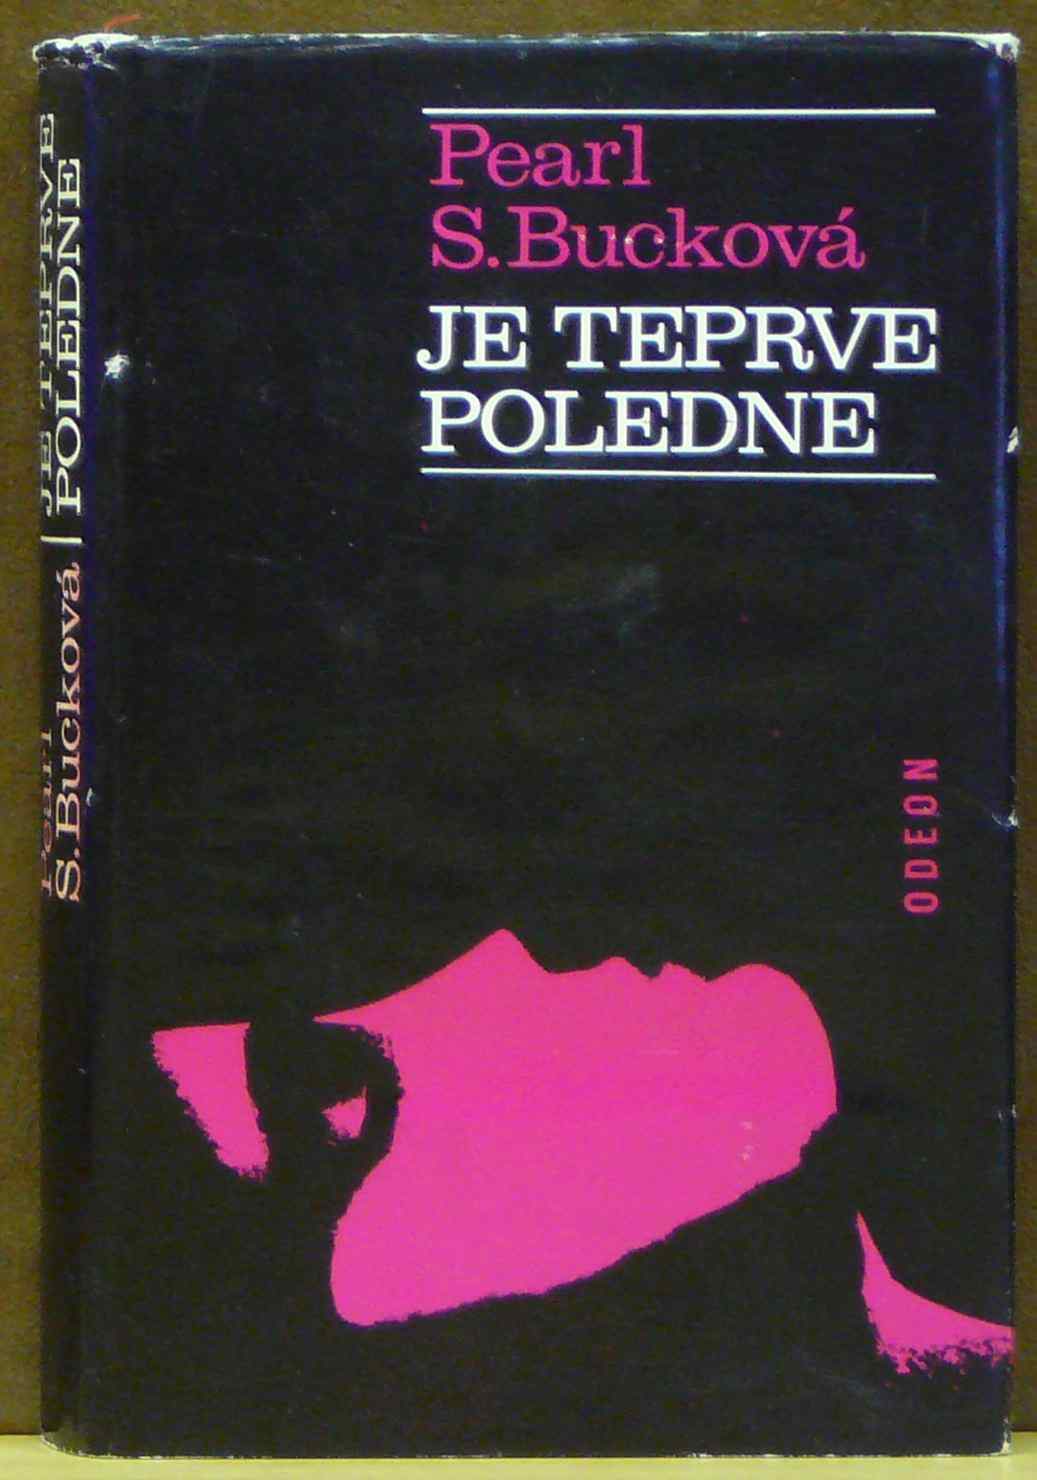 Pearl
S.Bucková
JE TEPRVE
POLEDNE
ODEON
Pearl
S.Bucková | JE TEPRVE
POLEDNE